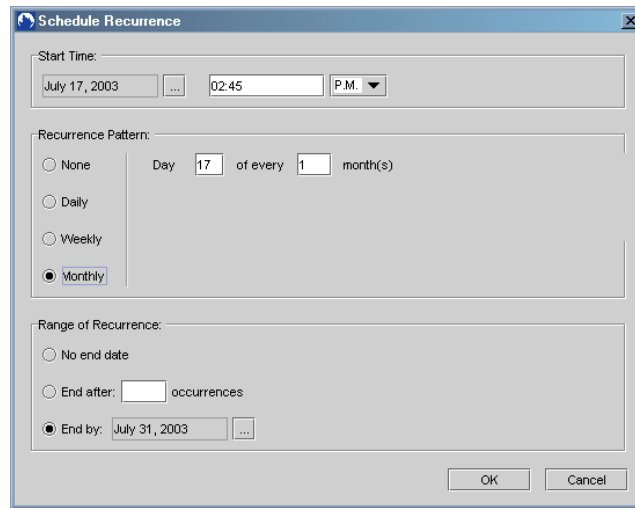 Schedule Recurrence
Start Time:
July 17, 2003 ... 02:45 P.M.
Recurrence Pattern:
None Day 17 of every 1 month(s)
Daily
Weekly
Monthly
Range of Recurrence:
No end date
End after: occurrences
End by: July 31, 2003 ...
OK Cancel